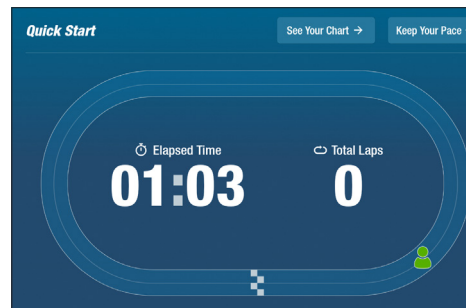 Quick Start
See Your Chart →
Keep Your Pace
Elapsed Time
Total Laps
01:03
0